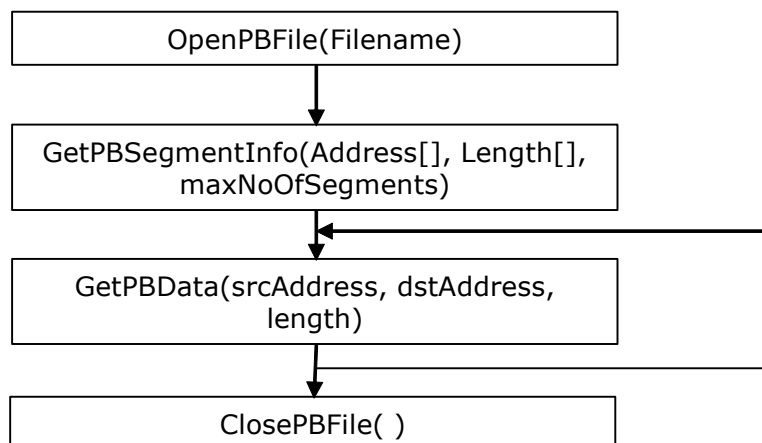 OpenPBFile(Filename)
GetPBSegmentInfo(Address[], Length[],
maxNoOfSegments)
GetPBData(srcAddress, dstAddress,
length)
ClosePBFile( )